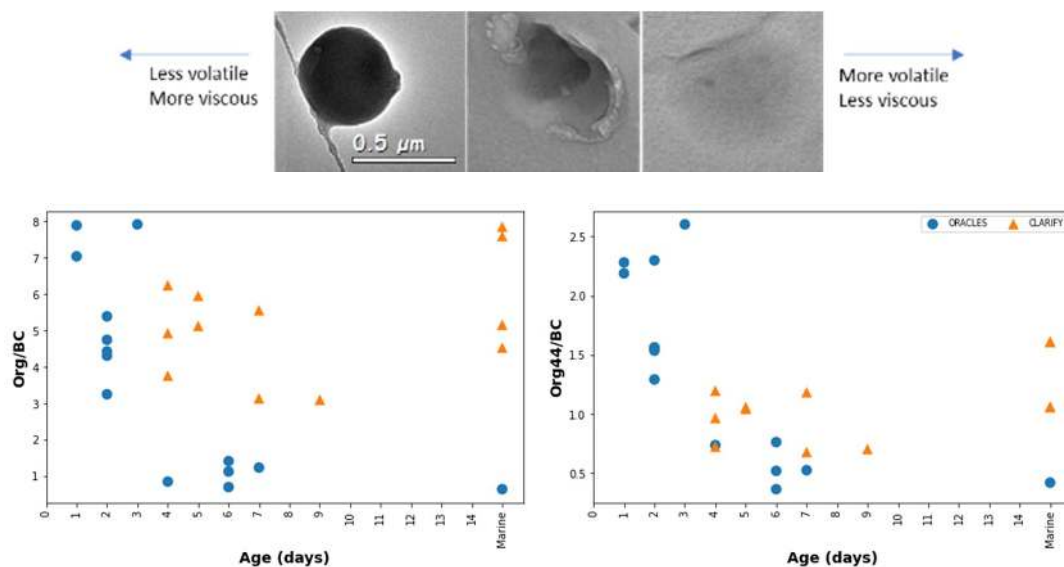 Less volatile
More viscous
0.5 μm
More volatile
Less viscous
8
7
6
5
4
3
2
1
Org/BC
0 1 2 3 4 5 6 7 8 9 10 11 12 13 14 Marine
Age (days)
ORACLES CLARIFY
2.5
2.0
1.5
1.0
0.5
Org44/BC
0 1 2 3 4 5 6 7 8 9 10 11 12 13 14 Marine
Age (days)